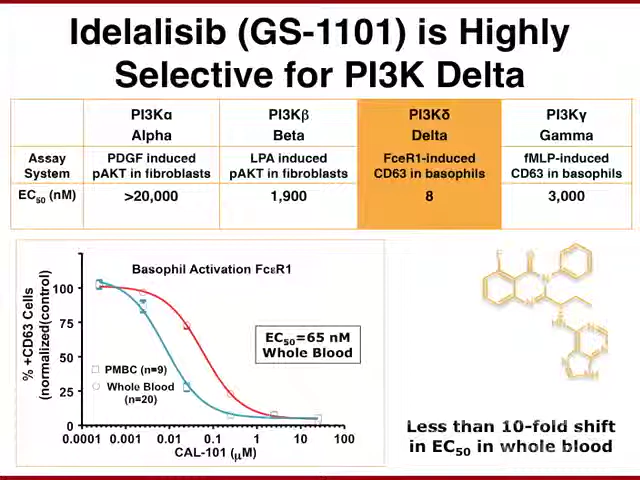 Idelalisib (GS-1101) is Highly
Selective for PI3K Delta
PI3Kα PI3Kβ PI3Kδ PI3Kγ
Alpha Beta Delta Gamma
Assay PDGF induced LPA induced FceR1-induced fMLP-induced
System pAKT in fibroblasts pAKT in fibroblasts CD63 in basophils CD63 in basophils
EC50 (nM) >20,000 1,900 8 3,000
Basophil Activation FcεR1
% +CD63 Cells
(normalized(control)
100
75
50
25
0
EC50=65 nM
Whole Blood
PMBC (n=9)
Whole Blood
(n=20)
0.0001 0.001 0.01 0.1 1 10 100
CAL-101 (μM)
F
O
N
N
HN
N
N
N
NH
Less than 10-fold shift
in EC50 in whole blood